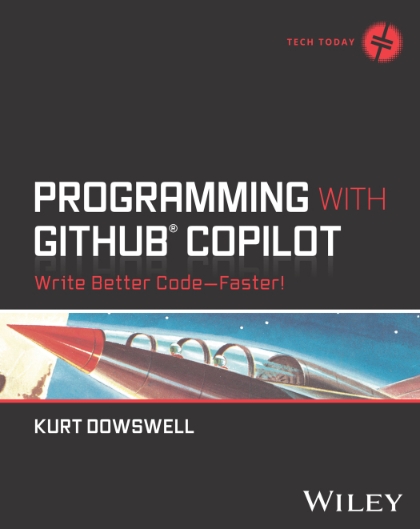 TECH TODAY
PROGRAMMING WITH
GITHUB® COPILOT
Write Better Code—Faster!
KURT DOWSWELL
WILEY